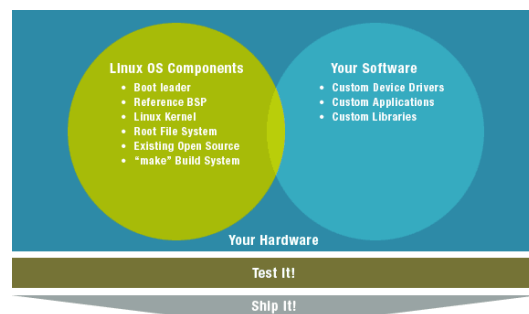 Linux OS Components
• Boot leader
• Reference BSP
• Linux Kernel
• Root File System
• Existing Open Source
• “make” Build System
Your Software
• Custom Device Drivers
• Custom Applications
• Custom Libraries
Your Hardware
Test It!
Ship It!